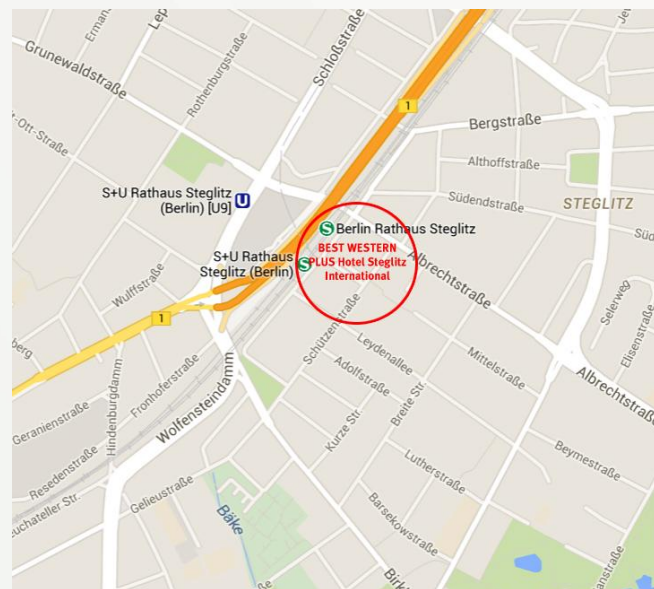 Grunewaldstraße
Rothenburgstraße
Schloßstraße
1
Bergstraße
Althoffstraße
Südendstraße
STEGLITZ
S+U Rathaus Steglitz
(Berlin) [U9]
U
S
Berlin Rathaus Steglitz
S+U Rathaus
Steglitz (Berlin)
S
BEST WESTERN
PLUS Hotel Steglitz
International
Albrechtstraße
Wulffstraße
1
Schützenstraße
Leydenallee
Adolfstraße
Mittelstraße
Selerweg
Elisenstraße
Albrechtstraße
Hindenburgdamm
Fronhoferstraße
Wolfensteindamm
Geranienstraße
Kurze Str.
Breite Str.
Resedenstraße
Lutherstraße
Beymestraße
Gelieustraße
Bäke
Barsekowstraße